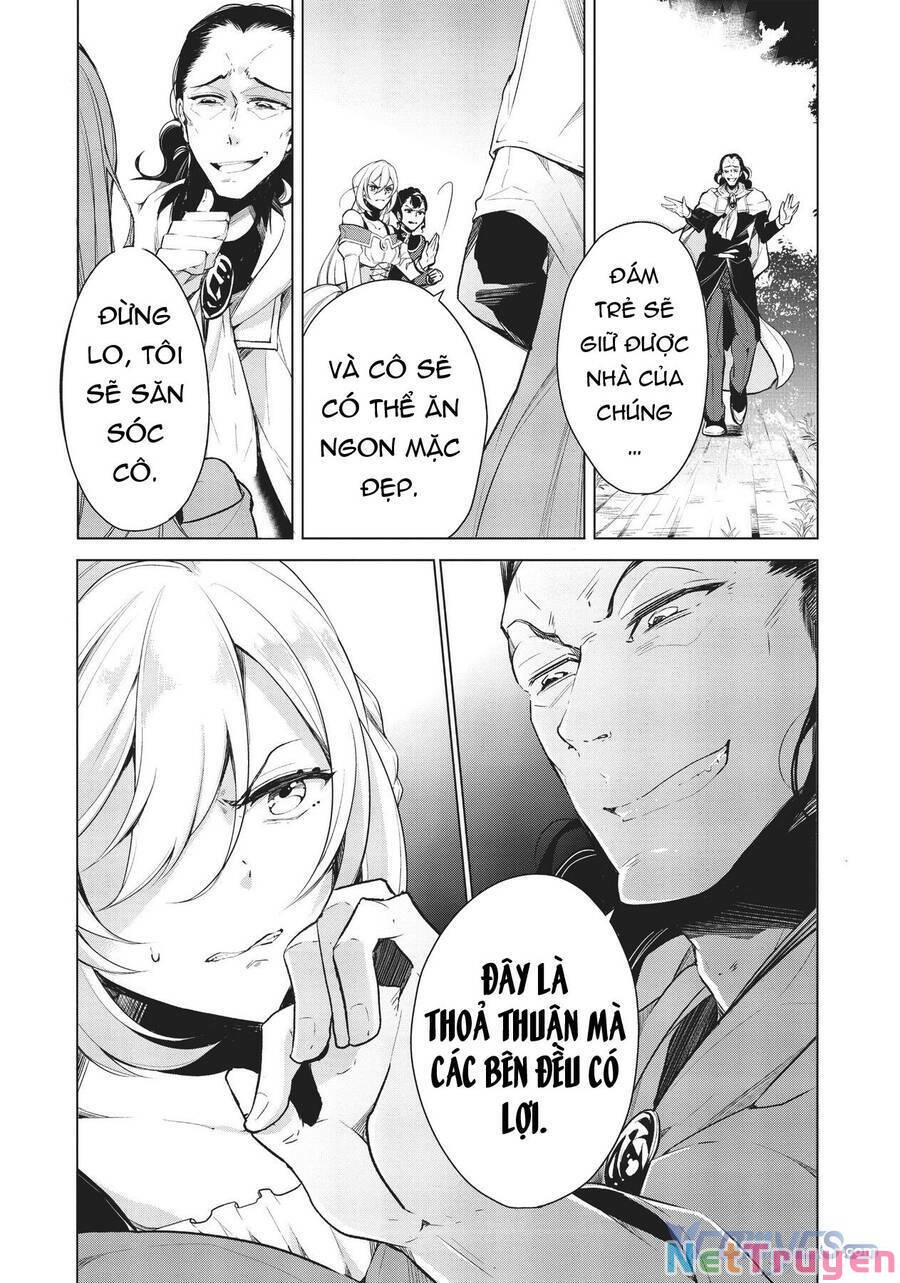 ĐÁM
TRẺ SẼ
GIỮ ĐƯỢC
NHÀ CỦA
CHÚNG
...
VÀ CÔ SẼ
CÓ THỂ ĂN
NGON MẶC
ĐẸP.
ĐỪNG
LO, TÔI
SẼ SĂN
SÓC
CÔ.
ĐÂY LÀ
THOẢ THUẬN MÀ
CÁC BÊN ĐỀU CÓ
LỢI.
NetTruyen